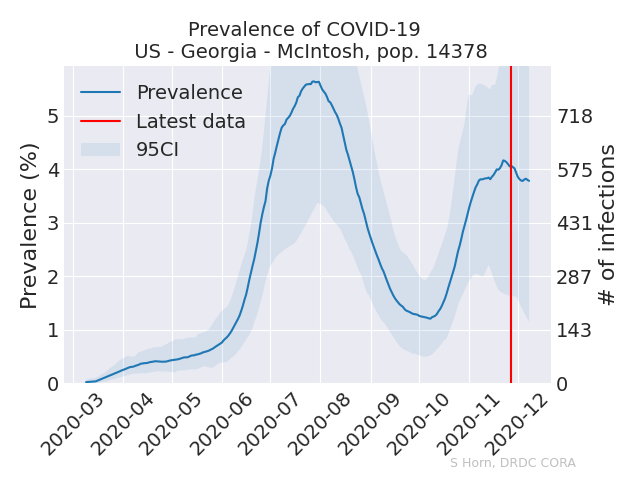 Prevalence of COVID-19
US - Georgia - McIntosh, pop. 14378
Prevalence
Latest data
95CI
Prevalence (%)
5
4
3
2
1
0
718
575
431
287
143
0
# of infections
2020-03
2020-04
2020-05
2020-06
2020-07
2020-08
2020-09
2020-10
2020-11
2020-12
S Horn, DRDC CORA